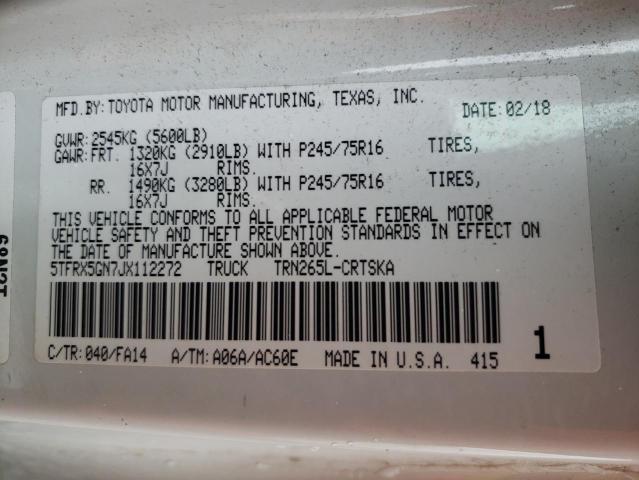 MFD.BY: TOYOTA MOTOR MANUFACTURING, TEXAS, INC. DATE: 02/18
GVWR: 2545KG (5600LB)
GAWR: FRT. 1320KG (2910LB) WITH P245/75R16 TIRES,
16X7J RIMS.
RR. 1490KG (3280LB) WITH P245/75R16 TIRES,
16X7J RIMS.
THIS VEHICLE CONFORMS TO ALL APPLICABLE FEDERAL MOTOR
VEHICLE SAFETY AND THEFT PREVENTION STANDARDS IN EFFECT ON
THE DATE OF MANUFACTURE SHOWN ABOVE.
5TFRX5GN7JX112272 TRUCK TRN265L-CRTSKA
C/TR: 040/FA14 A/TM: A06A/AC60E MADE IN U.S.A. 415 1